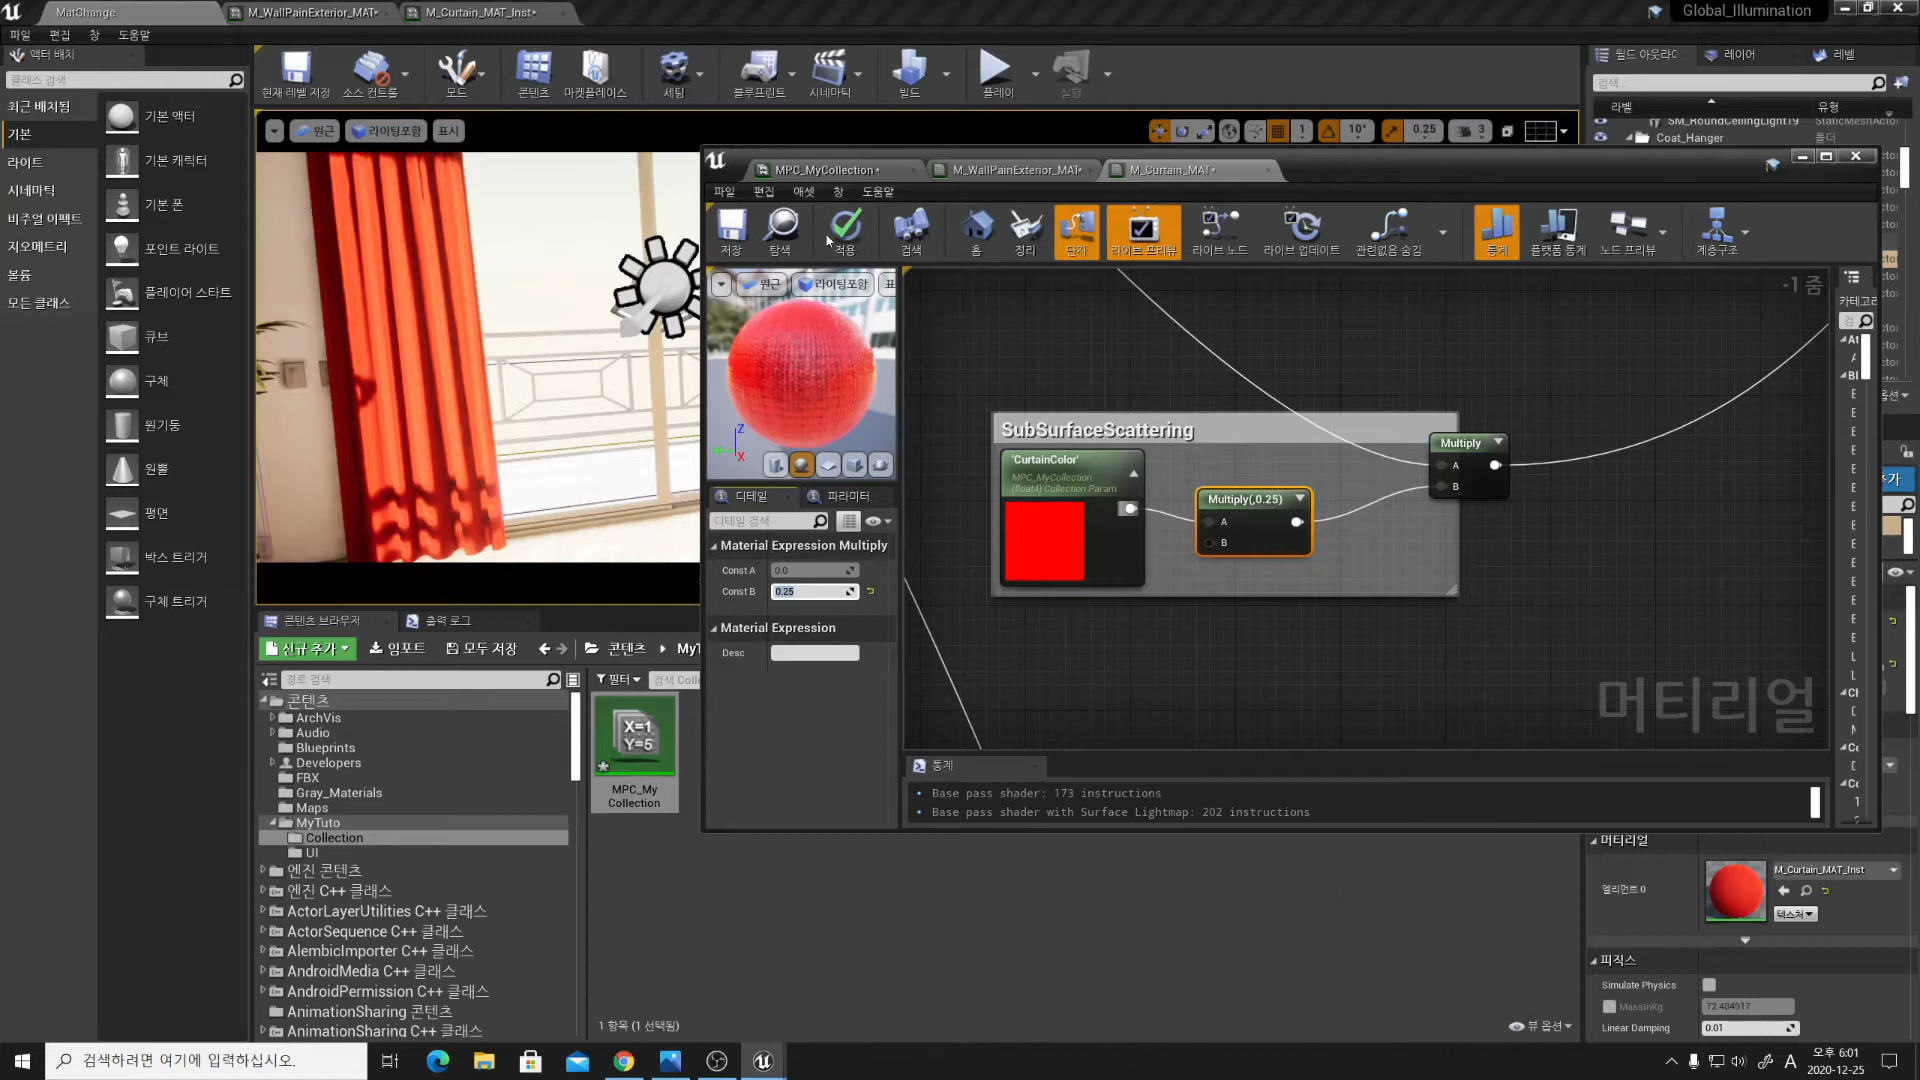 MatChange
M_WallPainExterior_MAT*
M_Curtain_MAT_Inst*
Global_Illumination
파일 편집 창 도움말
액터 배치
클래스 검색
최근 배치됨
기본
라이트
시네마틱
비주얼 이펙트
지오메트리
볼륨
모든 클래스
기본 액터
기본 캐릭터
기본 폰
포인트 라이트
플레이어 스타트
큐브
구체
원기둥
원뿔
평면
박스 트리거
구체 트리거
현재 레벨 저장
소스 컨트롤
모드
콘텐츠
마켓플레이스
세팅
블루프린트
시네마틱
빌드
플레이
실행
원근
라이팅포함
표시
1
10°
0.25
3
월드 아웃라이
레이어
레벨
검색...
라벨
유형
SM_RoundCeilingLight19
StaticMeshActor
Coat_Hanger
폴더
MPC_MyCollection*
M_WallPainExterior_MAT*
M_Curtain_MAT*
파일 편집 애셋 창 도움말
저장
탐색
적용
검색
홈
정리
단자
라이브 프리뷰
라이브 노드
라이브 업데이트
관련없음 숨김
통계
플랫폼 통계
노드 프리뷰
계층구조
원근
라이팅포함
Z
X
-1 줌
SubSurfaceScattering
'CurtainColor'
MPC_MyCollection
(float4) Collection Param
Multiply(,0.25)
A
B
Multiply
A
B
머티리얼
디테일
파라미터
디테일 검색
Material Expression Multiply
Const A 0.0
Const B 0.25
Material Expression
Desc
통계
Base pass shader: 173 instructions
Base pass shader with Surface Lightmap: 202 instructions
콘텐츠 브라우저
출력 로그
신규 추가
임포트
모두 저장
콘텐츠
MyT
경로 검색
필터
검색 Coll
콘텐츠
ArchVis
Audio
Blueprints
Developers
FBX
Gray_Materials
Maps
MyTuto
Collection
UI
엔진 콘텐츠
엔진 C++ 클래스
ActorLayerUtilities C++ 클래스
ActorSequence C++ 클래스
AlembicImporter C++ 클래스
AndroidMedia C++ 클래스
AndroidPermission C++ 클래스
AnimationSharing 콘텐츠
AnimationSharing C++ 클래스
X=1
Y=5
MPC_My
Collection
1 항목 (1 선택됨)
뷰 옵션
머티리얼
엘리먼트 0
M_Curtain_MAT_Inst
텍스처
피직스
Simulate Physics
MassInKg
72.484917
Linear Damping
0.01
검색하려면 여기에 입력하십시오.
A
오후 6:01
2020-12-25